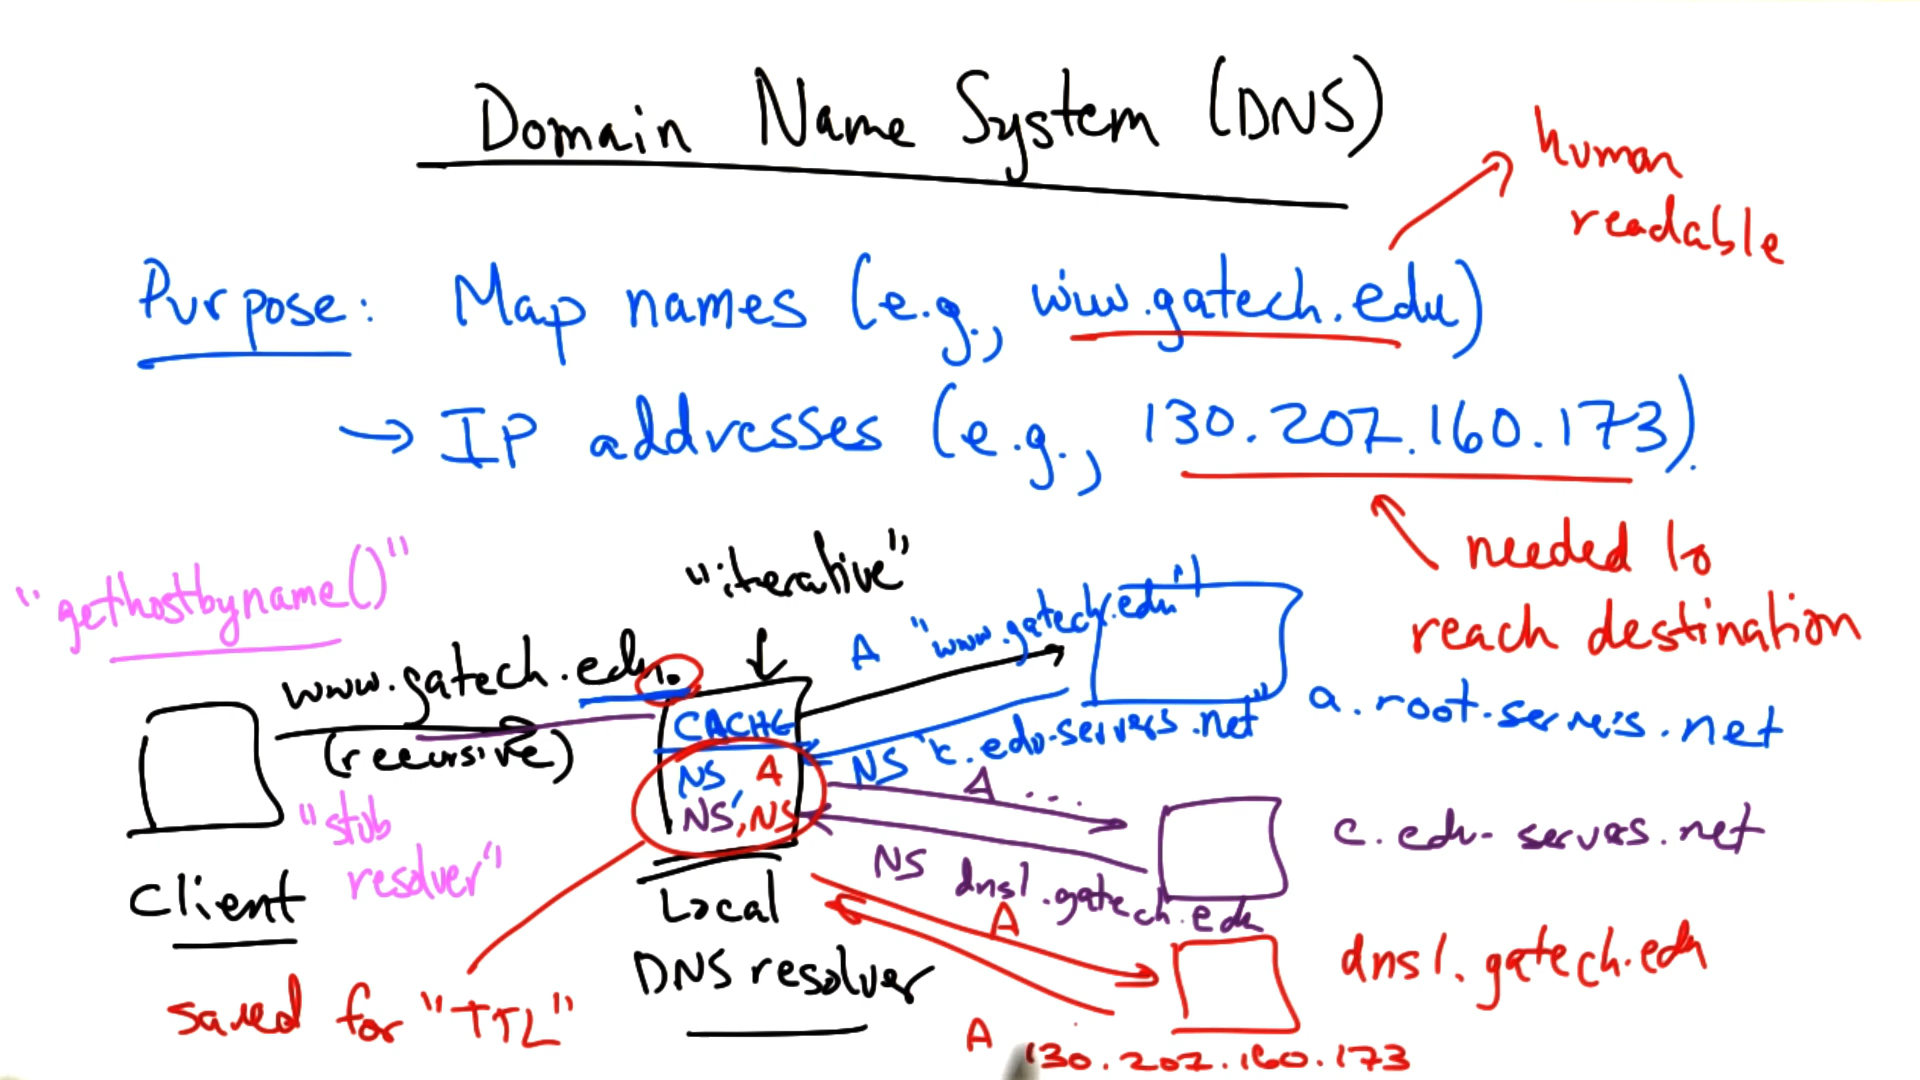 Domain Name System (DNS)
human
readable
Purpose: Map names (e.g., www.gatech.edu)
→ IP addresses (e.g., 130.207.160.173).
needed to
reach destination
"gethostbyname()"
"iterative"
www.gatech.edu.
(recursive)
"stub
resolver"
Client
CACHE
NS A
NS', NS
Local
DNS resolver
saved for "TTL"
A "www.gatech.edu"
NS "c.edu-servers.net"
a.root-servers.net
A ...
NS dns1.gatech.edu
c.edu-servers.net
A
dns1.gatech.edu
A 130.207.160.173